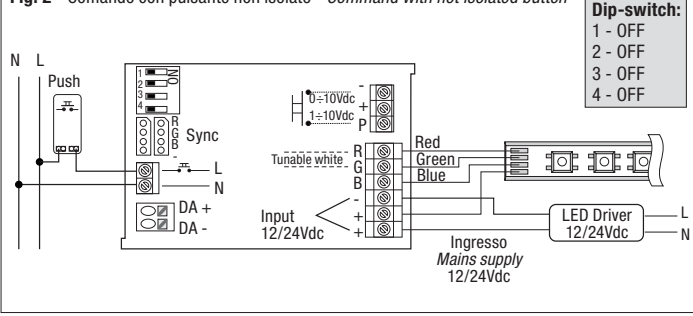 Fig. 2 - Comando con pulsante non isolato - Command with not isolated button
Dip-switch:
1 - OFF
2 - OFF
3 - OFF
4 - OFF
N L
Push
1
2
3
4
NO
R
G
B
-
Sync
L
N
DA +
DA -
0÷10Vdc
1÷10Vdc
-
+
P
Tunable white
R
G
B
-
+
+
Input
12/24Vdc
Red
Green
Blue
Ingresso
Mains supply
12/24Vdc
LED Driver
12/24Vdc
L
N